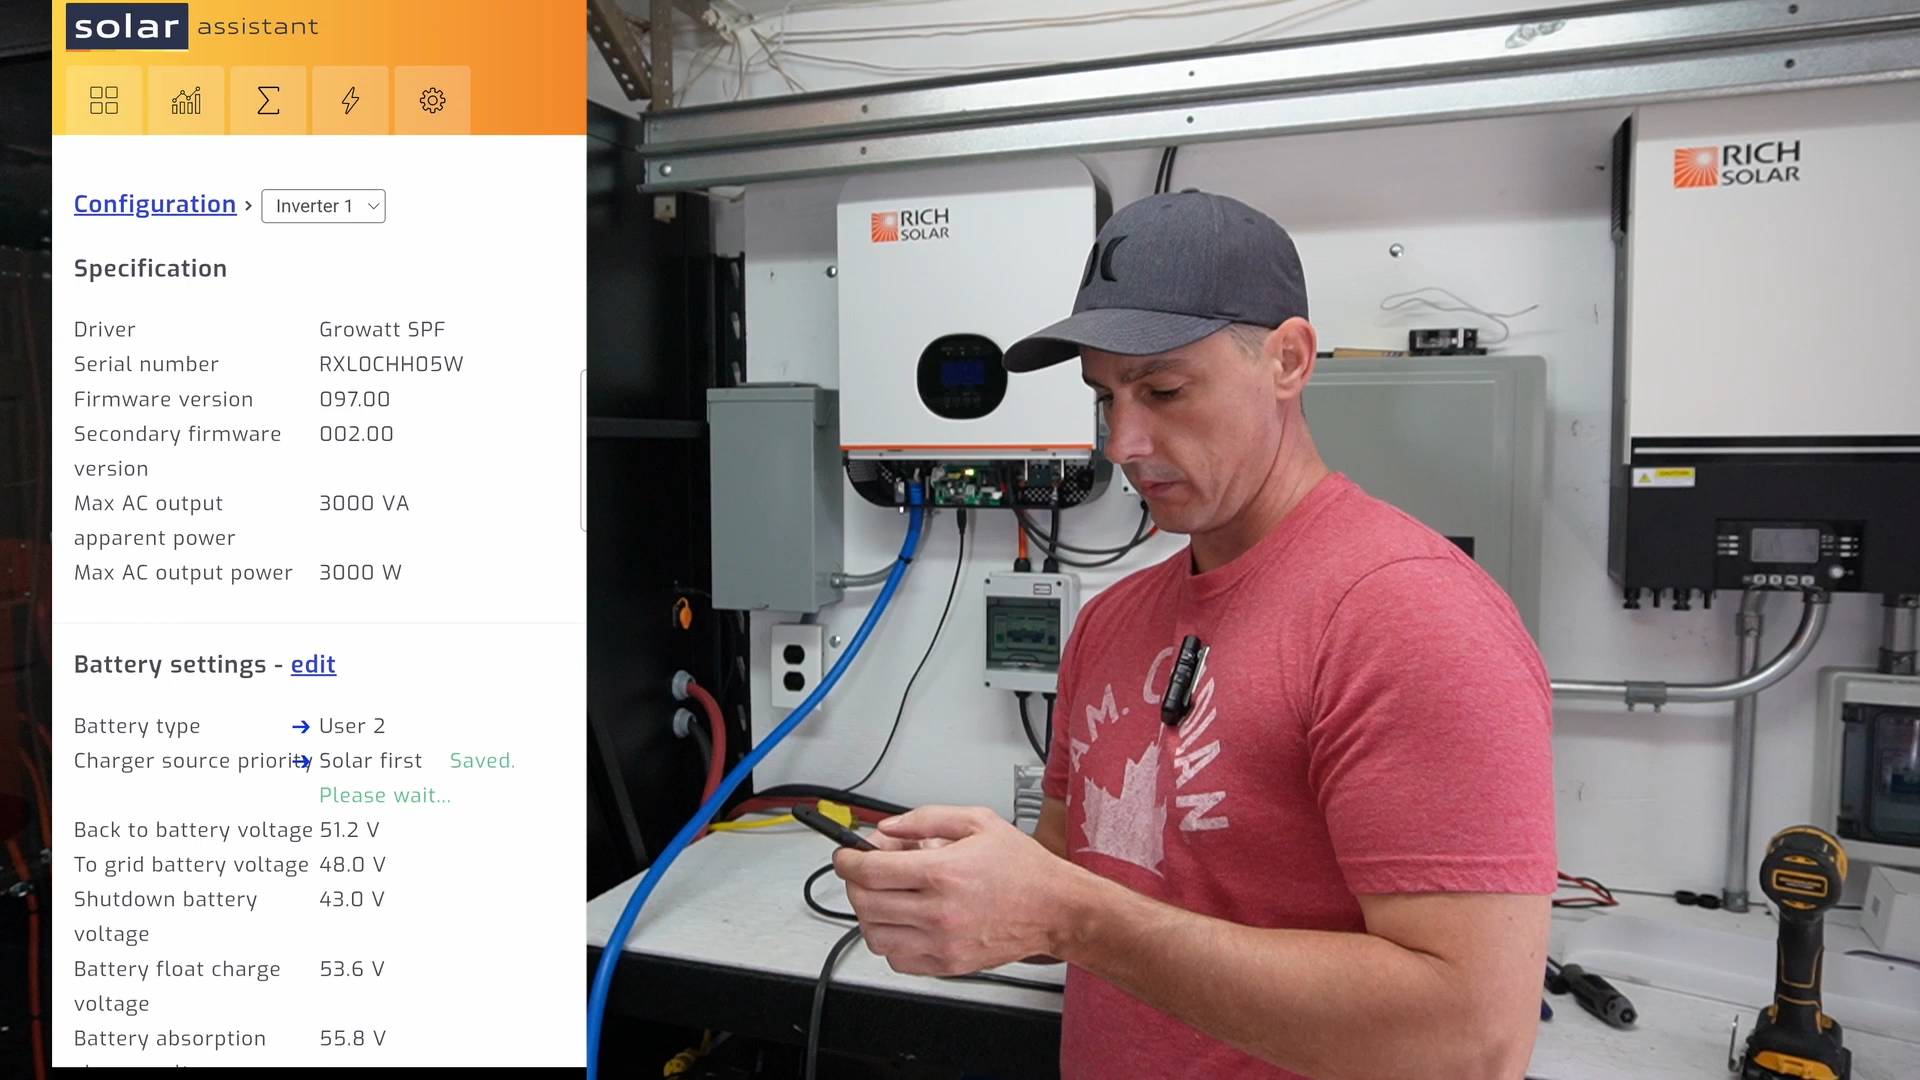 solar assistant
Configuration > Inverter 1
Specification
Driver Growatt SPF
Serial number RXL0CHH05W
Firmware version 097.00
Secondary firmware 002.00
version
Max AC output 3000 VA
apparent power
Max AC output power 3000 W
Battery settings - edit
Battery type → User 2
Charger source priority → Solar first Saved.
Please wait...
Back to battery voltage 51.2 V
To grid battery voltage 48.0 V
Shutdown battery 43.0 V
voltage
Battery float charge 53.6 V
voltage
Battery absorption 55.8 V
RICH
SOLAR
RICH
SOLAR